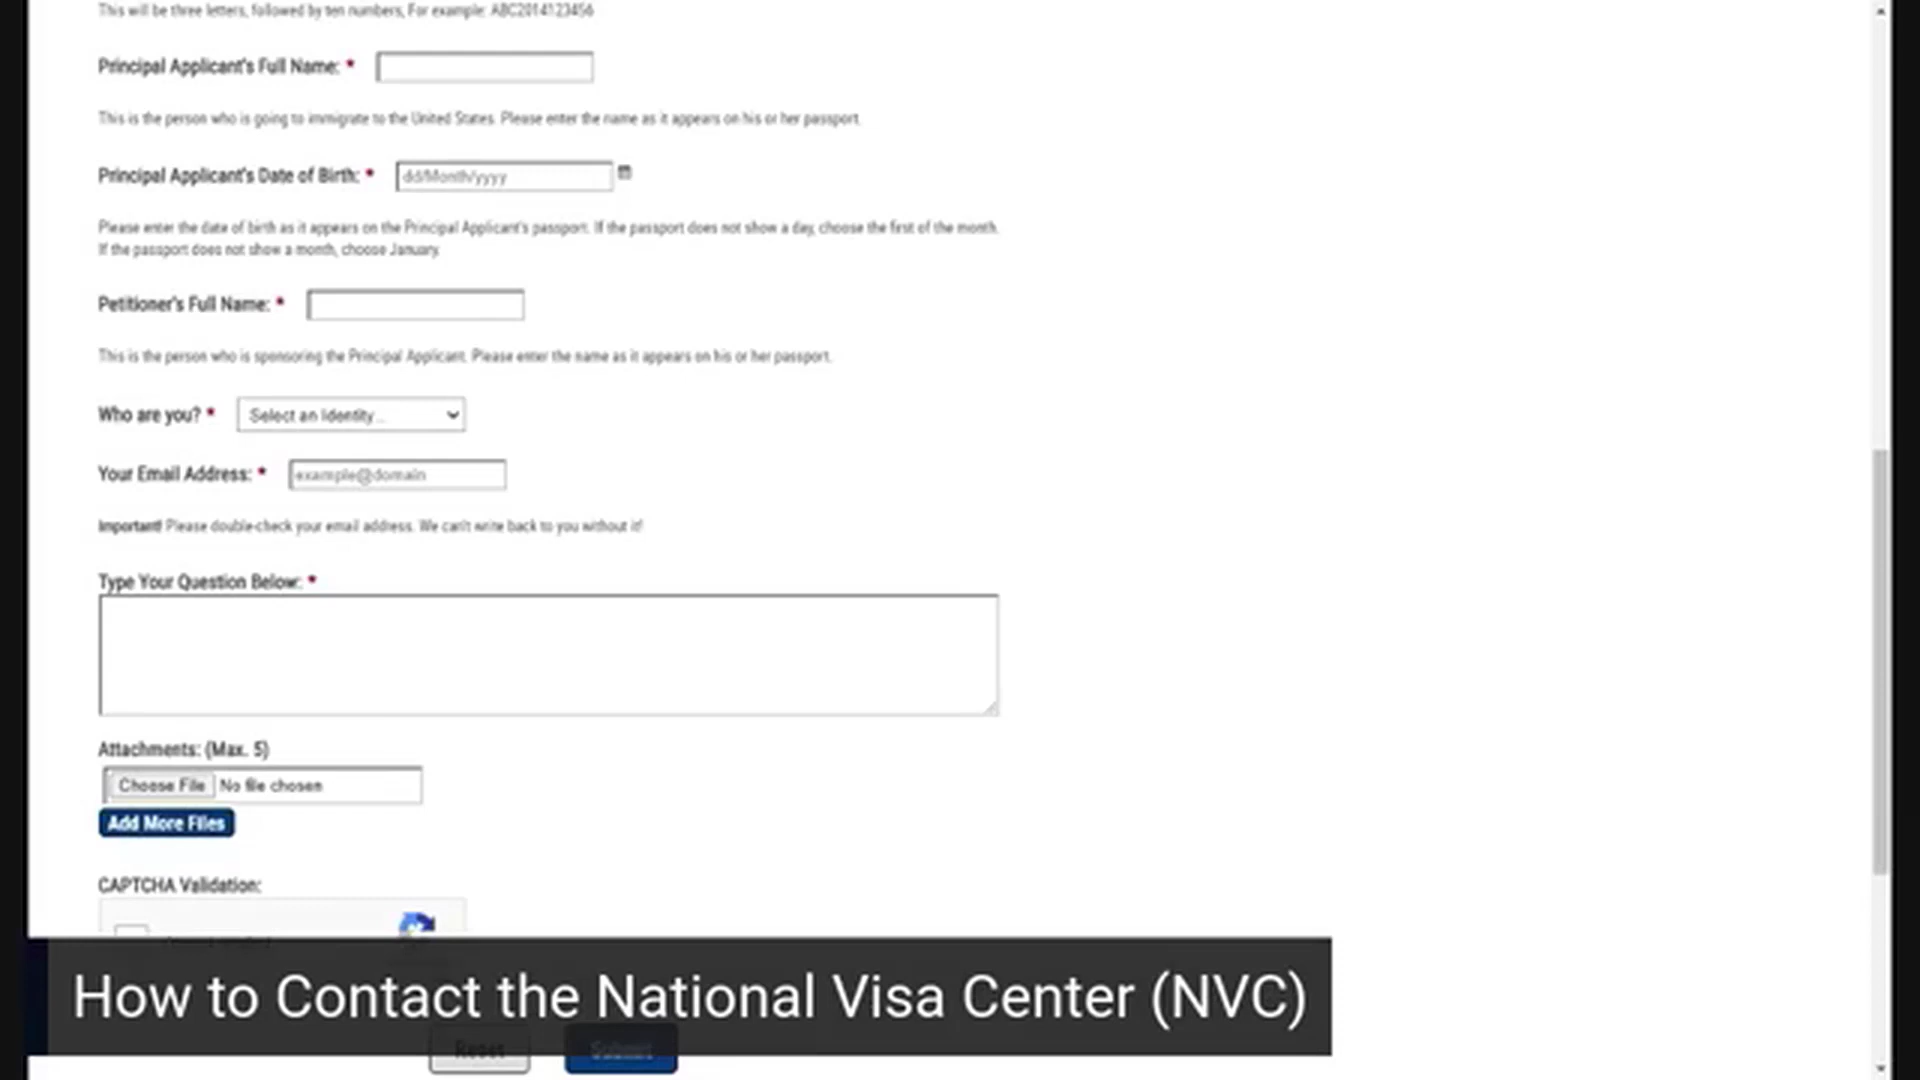 This will be three letters, followed by ten numbers, For example: ABC2014123456
Principal Applicant's Full Name: *
This is the person who is going to immigrate to the United States. Please enter the name as it appears on his or her passport.
Principal Applicant's Date of Birth: * dd/Month/yyyy
Please enter the date of birth as it appears on the Principal Applicant's passport. If the passport does not show a day, choose the first of the month.
If the passport does not show a month, choose January.
Petitioner's Full Name: *
This is the person who is sponsoring the Principal Applicant. Please enter the name as it appears on his or her passport.
Who are you? * Select an Identity...
Your Email Address: * example@domain
Important! Please double-check your email address. We can't write back to you without it!
Type Your Question Below: *
Attachments: (Max. 5)
Choose File No file chosen
Add More Files
CAPTCHA Validation:
How to Contact the National Visa Center (NVC)
Reset Submit